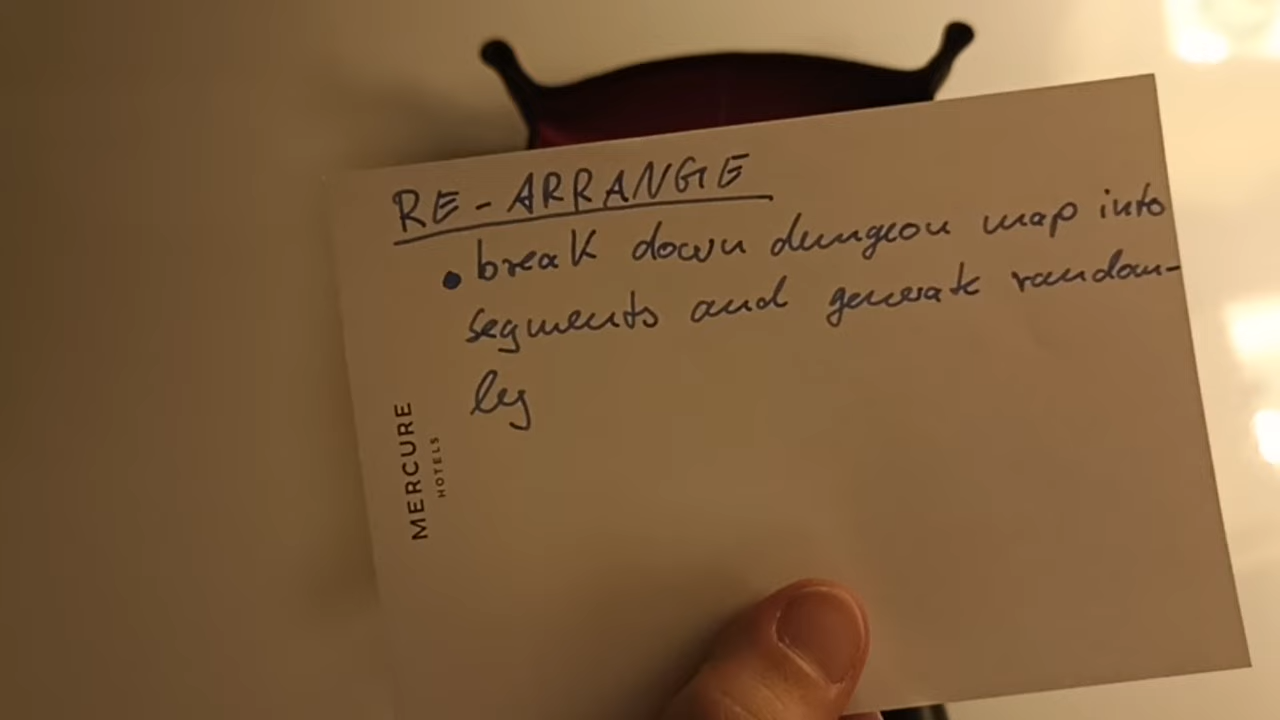 RE-ARRANGE
• break down dungeon map into
segments and generate random-
ly
MERCURE
HOTELS